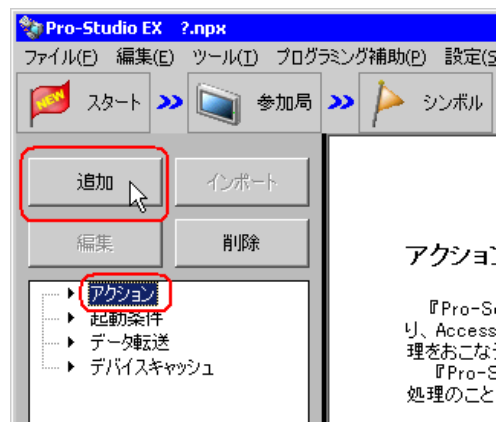 Pro-Studio EX ?.npx
ファイル(F) 編集(E) ツール(T) プログラミング補助(P) 設定(S
NEW スタート 参加局 シンボル
追加 インポート
編集 削除
アクション
起動条件
データ転送
デバイスキャッシュ
アクション
『Pro-Se
り、Access
理をおこな
『Pro-S
処理のこと